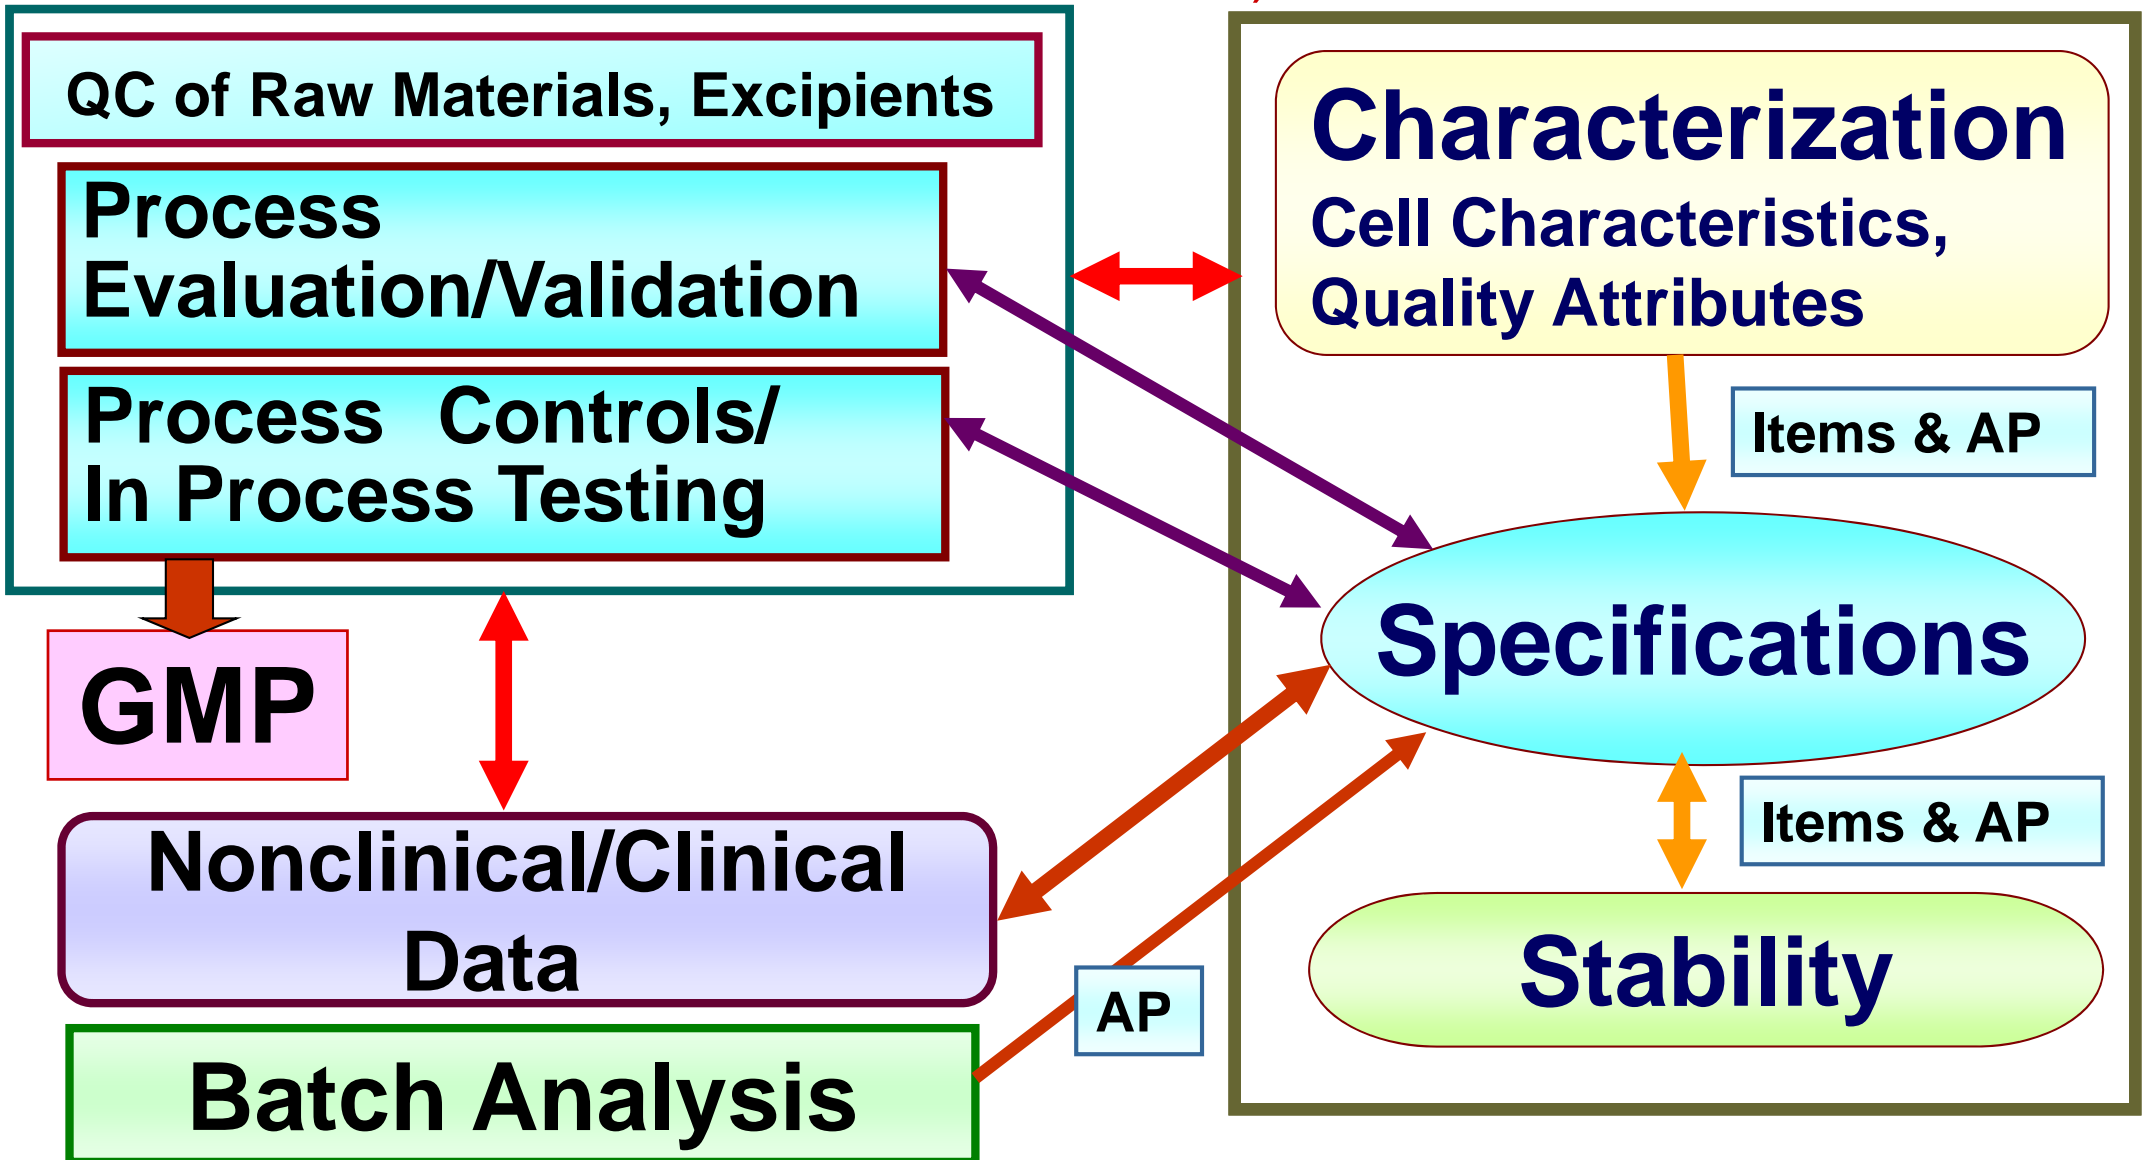 QC of Raw Materials, Excipients
Process
Evaluation/Validation
Process Controls/
In Process Testing
GMP
Nonclinical/Clinical
Data
Batch Analysis
AP
Characterization
Cell Characteristics,
Quality Attributes
Items & AP
Specifications
Items & AP
Stability